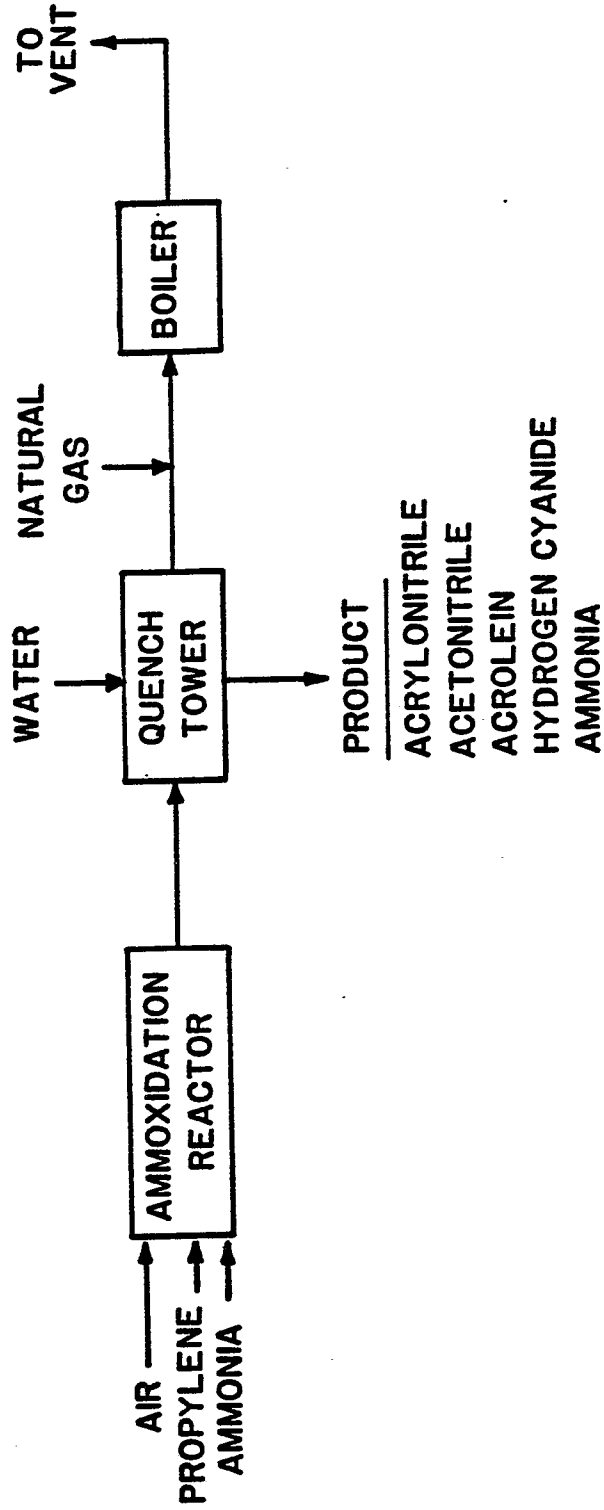 AIR
PROPYLENE
AMMONIA
AMMOXIDATION
REACTOR
WATER
QUENCH
TOWER
NATURAL
GAS
BOILER
TO
VENT
PRODUCT
ACRYLONITRILE
ACETONITRILE
ACROLEIN
HYDROGEN CYANIDE
AMMONIA